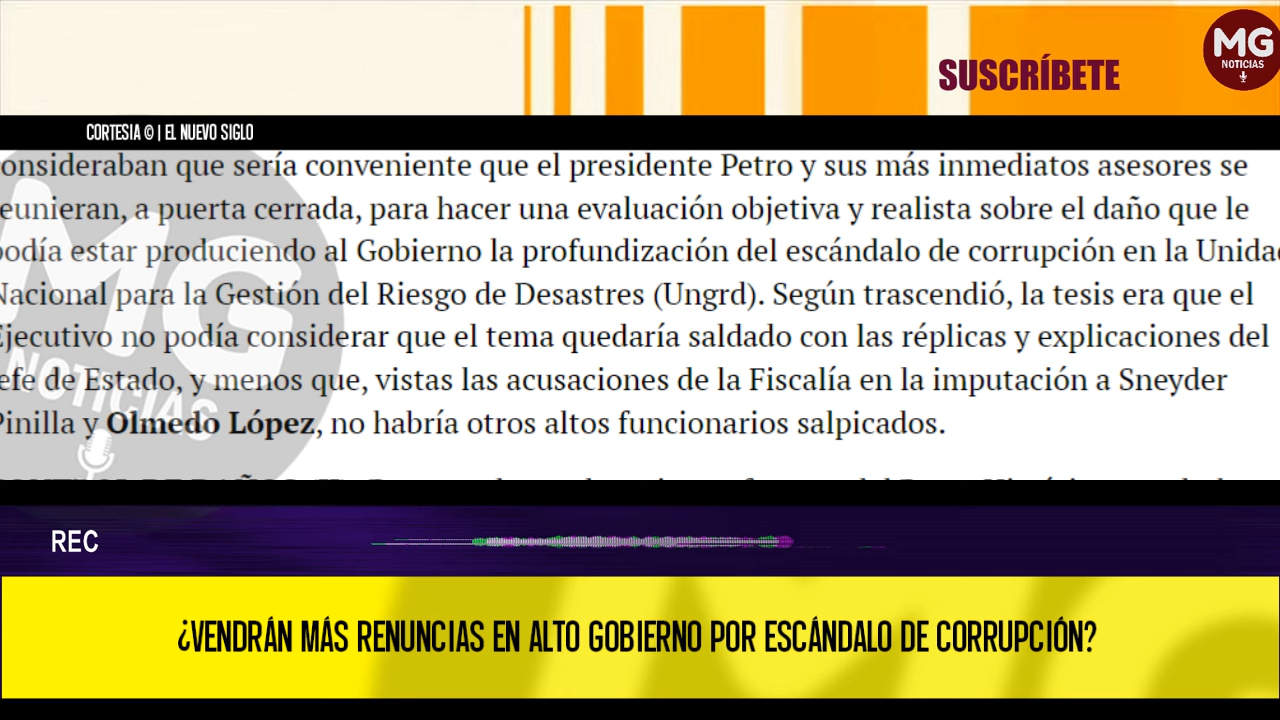 MG
NOTICIAS
SUSCRÍBETE
CORTESIA © | EL NUEVO SIGLO
onsideraban que sería conveniente que el presidente Petro y sus más inmediatos asesores se
eunieran, a puerta cerrada, para hacer una evaluación objetiva y realista sobre el daño que le
podía estar produciendo al Gobierno la profundización del escándalo de corrupción en la Unidad
Nacional para la Gestión del Riesgo de Desastres (Ungrd). Según trascendió, la tesis era que el
Ejecutivo no podía considerar que el tema quedaría saldado con las réplicas y explicaciones del
efe de Estado, y menos que, vistas las acusaciones de la Fiscalía en la imputación a Sneyder
Pinilla y Olmedo López, no habría otros altos funcionarios salpicados.
MG
NOTICIAS
REC
¿VENDRÁN MÁS RENUNCIAS EN ALTO GOBIERNO POR ESCÁNDALO DE CORRUPCIÓN?